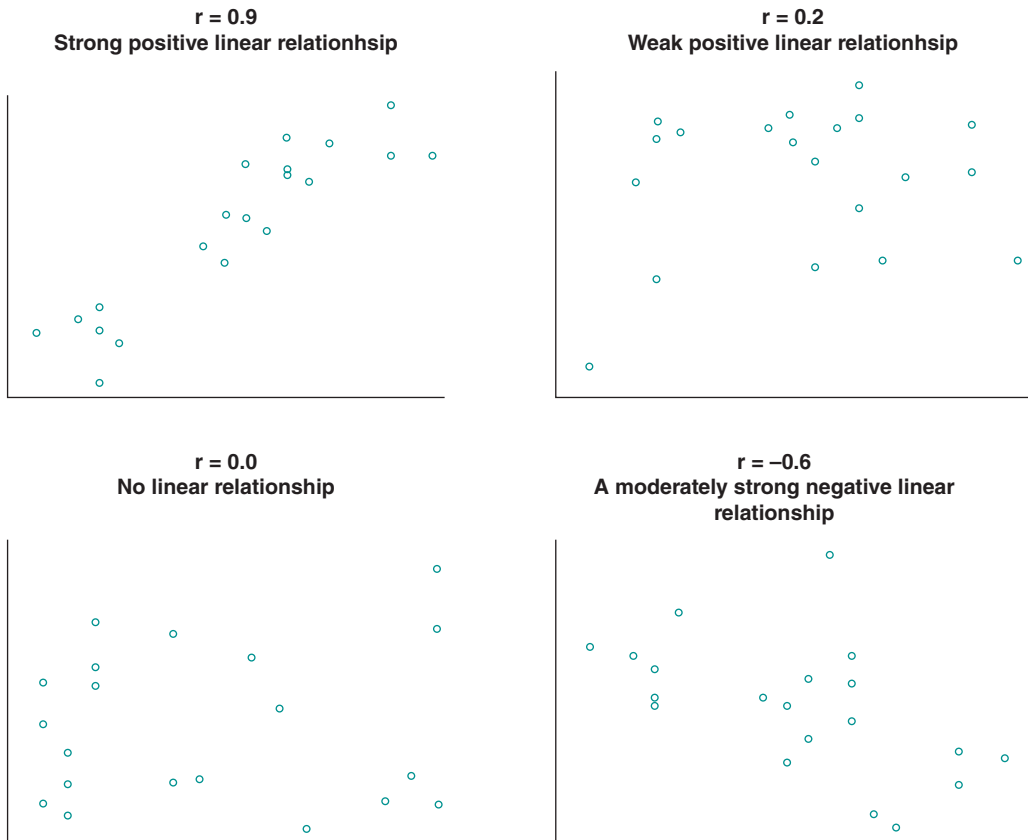 r = 0.9
Strong positive linear relationhsip
r = 0.2
Weak positive linear relationhsip
r = 0.0
No linear relationship
r = –0.6
A moderately strong negative linear
relationship